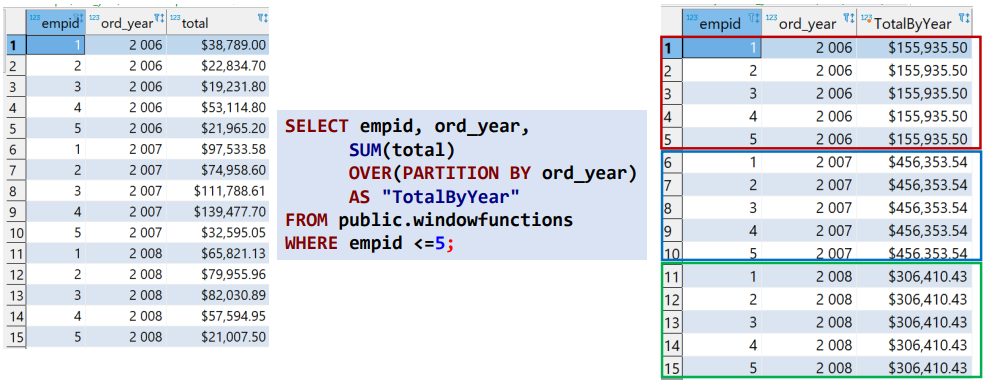 123 empid 123 ord_year 123 total
1 1 2 006 $38,789.00
2 2 2 006 $22,834.70
3 3 2 006 $19,231.80
4 4 2 006 $53,114.80
5 5 2 006 $21,965.20
6 1 2 007 $97,533.58
7 2 2 007 $74,958.60
8 3 2 007 $111,788.61
9 4 2 007 $139,477.70
10 5 2 007 $32,595.05
11 1 2 008 $65,821.13
12 2 2 008 $79,955.96
13 3 2 008 $82,030.89
14 4 2 008 $57,594.95
15 5 2 008 $21,007.50
SELECT empid, ord_year,
SUM(total)
OVER(PARTITION BY ord_year)
AS "TotalByYear"
FROM public.windowfunctions
WHERE empid <=5;
123 empid 123 ord_year 123 TotalByYear
1 1 2 006 $155,935.50
2 2 2 006 $155,935.50
3 3 2 006 $155,935.50
4 4 2 006 $155,935.50
5 5 2 006 $155,935.50
6 1 2 007 $456,353.54
7 2 2 007 $456,353.54
8 3 2 007 $456,353.54
9 4 2 007 $456,353.54
10 5 2 007 $456,353.54
11 1 2 008 $306,410.43
12 2 2 008 $306,410.43
13 3 2 008 $306,410.43
14 4 2 008 $306,410.43
15 5 2 008 $306,410.43